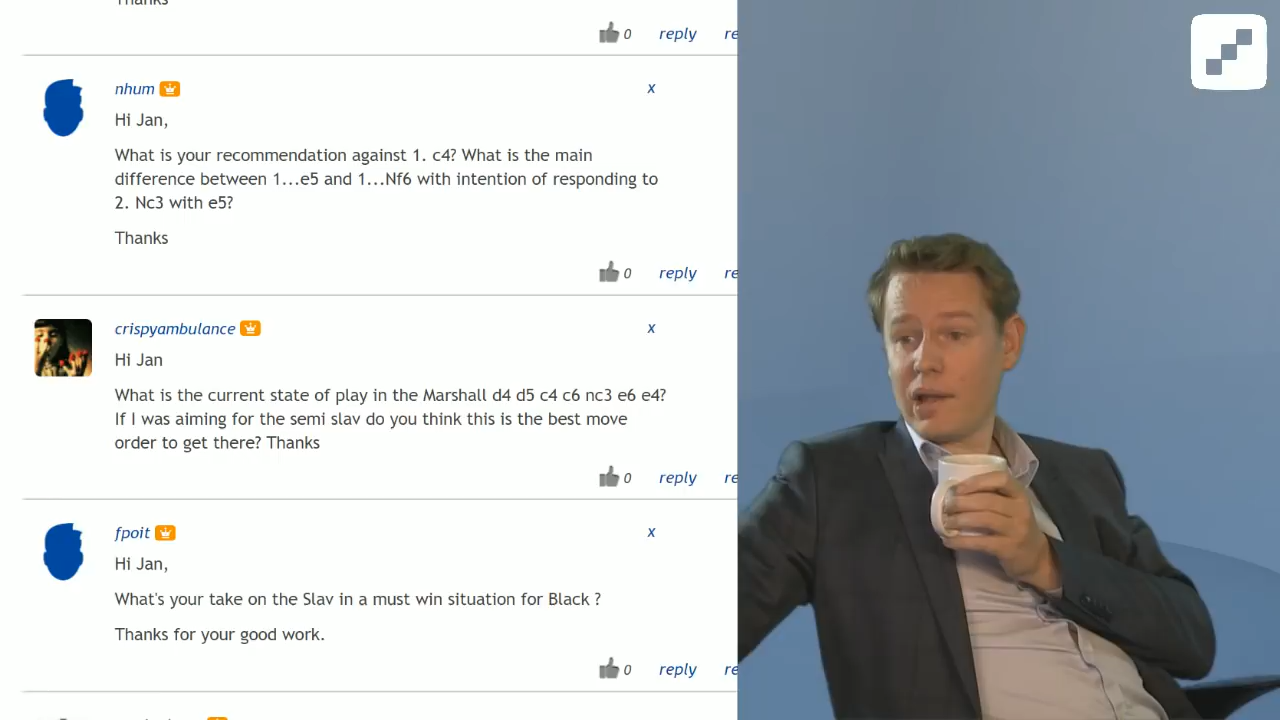 Thanks
0 reply re
nhum x
Hi Jan,
What is your recommendation against 1. c4? What is the main
difference between 1...e5 and 1...Nf6 with intention of responding to
2. Nc3 with e5?
Thanks
0 reply re
crispyambulance x
Hi Jan
What is the current state of play in the Marshall d4 d5 c4 c6 nc3 e6 e4?
If I was aiming for the semi slav do you think this is the best move
order to get there? Thanks
0 reply re
fpoit x
Hi Jan,
What's your take on the Slav in a must win situation for Black ?
Thanks for your good work.
0 reply re